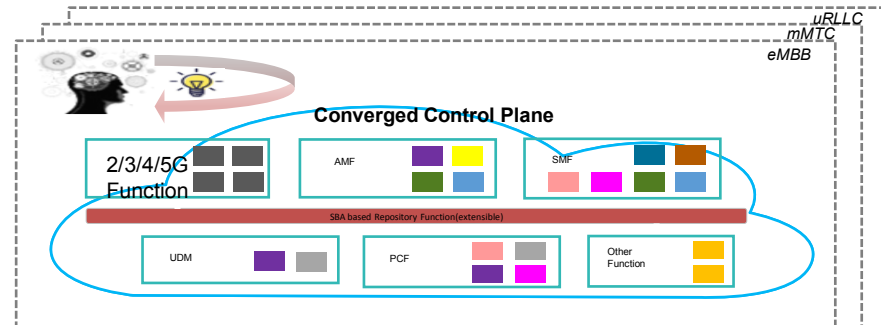 uRLLC
mMTC
eMBB
Converged Control Plane
2/3/4/5G
Function
AMF
SMF
SBA based Repository Function(extensible)
UDM
PCF
Other
Function